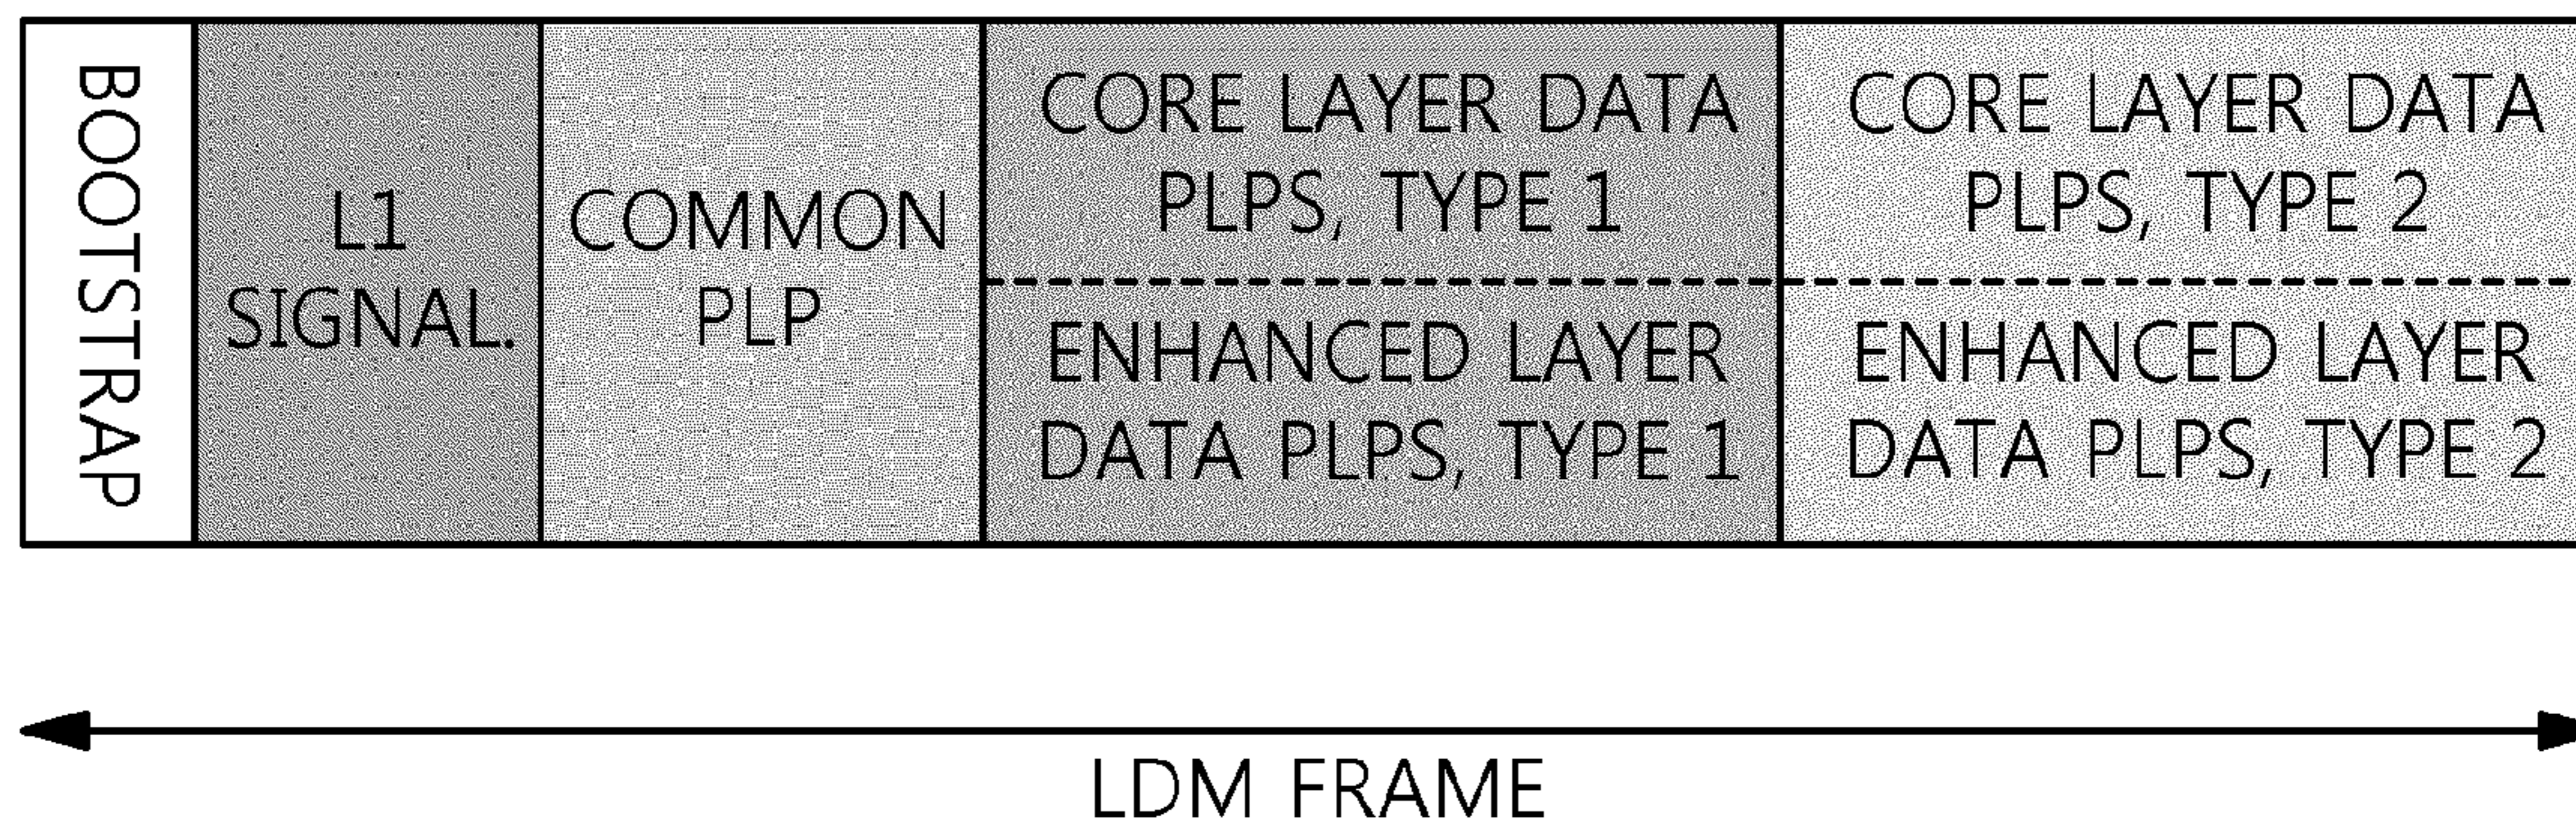 BOOTSTRAP
L1
SIGNAL.
COMMON
PLP
CORE LAYER DATA
PLPS, TYPE 1
ENHANCED LAYER
DATA PLPS, TYPE 1
CORE LAYER DATA
PLPS, TYPE 2
ENHANCED LAYER
DATA PLPS, TYPE 2
LDM FRAME